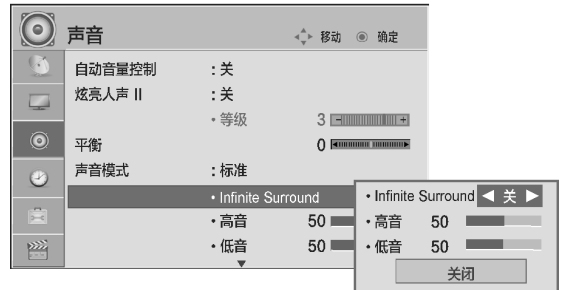 声音 移动 确定
自动音量控制 : 关
炫亮人声 II : 关
• 等级 3
平衡 0
声音模式 : 标准
• Infinite Surround
• 高音 50
• 低音 50
• Infinite Surround 关
• 高音 50
• 低音 50
关闭